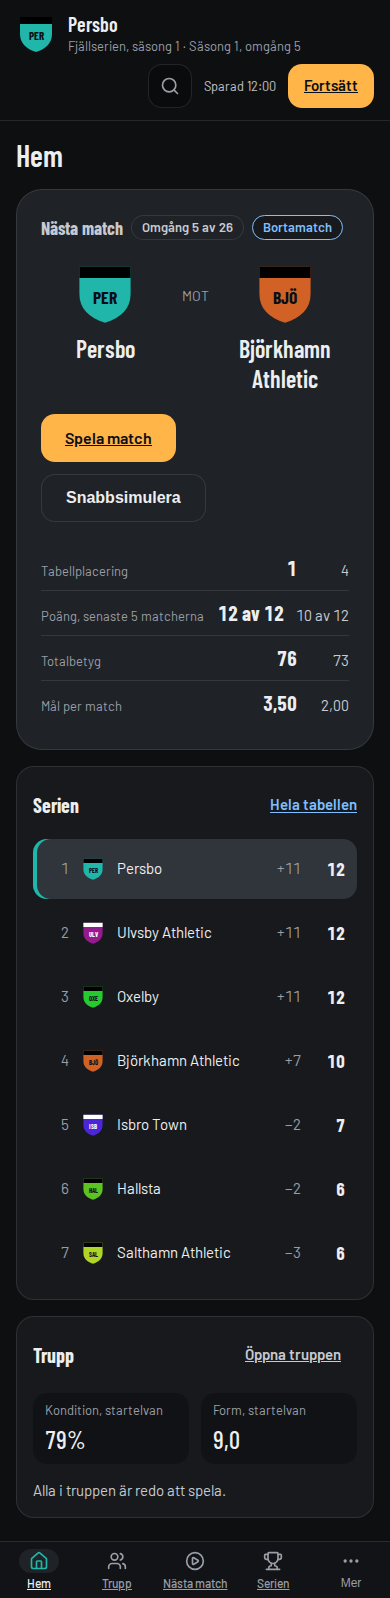 PER
Persbo
Fjällserien, säsong 1 · Säsong 1, omgång 5
Sparad 12:00
Fortsätt
Hem
Nästa match
Omgång 5 av 26
Bortamatch
PER
MOT
BJÖ
Persbo
Björkhamn
Athletic
Spela match
Snabbsimulera
Tabellplacering 1 4
Poäng, senaste 5 matcherna 12 av 12 10 av 12
Totalbetyg 76 73
Mål per match 3,50 2,00
Serien
Hela tabellen
1 PER Persbo +11 12
2 ULV Ulvsby Athletic +11 12
3 OXE Oxelby +11 12
4 BJÖ Björkhamn Athletic +7 10
5 ISB Isbro Town −2 7
6 HAL Hallsta −2 6
7 SAL Salthamn Athletic −3 6
Trupp
Öppna truppen
Kondition, startelvan
79%
Form, startelvan
9,0
Alla i truppen är redo att spela.
Hem
Trupp
Nästa match
Serien
Mer